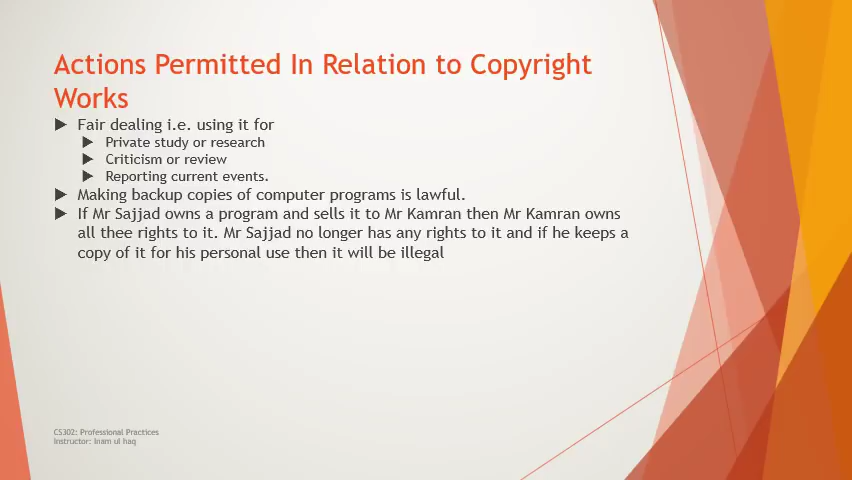 Actions Permitted In Relation to Copyright
Works
Fair dealing i.e. using it for
Private study or research
Criticism or review
Reporting current events.
Making backup copies of computer programs is lawful.
If Mr Sajjad owns a program and sells it to Mr Kamran then Mr Kamran owns
all thee rights to it. Mr Sajjad no longer has any rights to it and if he keeps a
copy of it for his personal use then it will be illegal
CS302: Professional Practices
Instructor: Inam ul haq